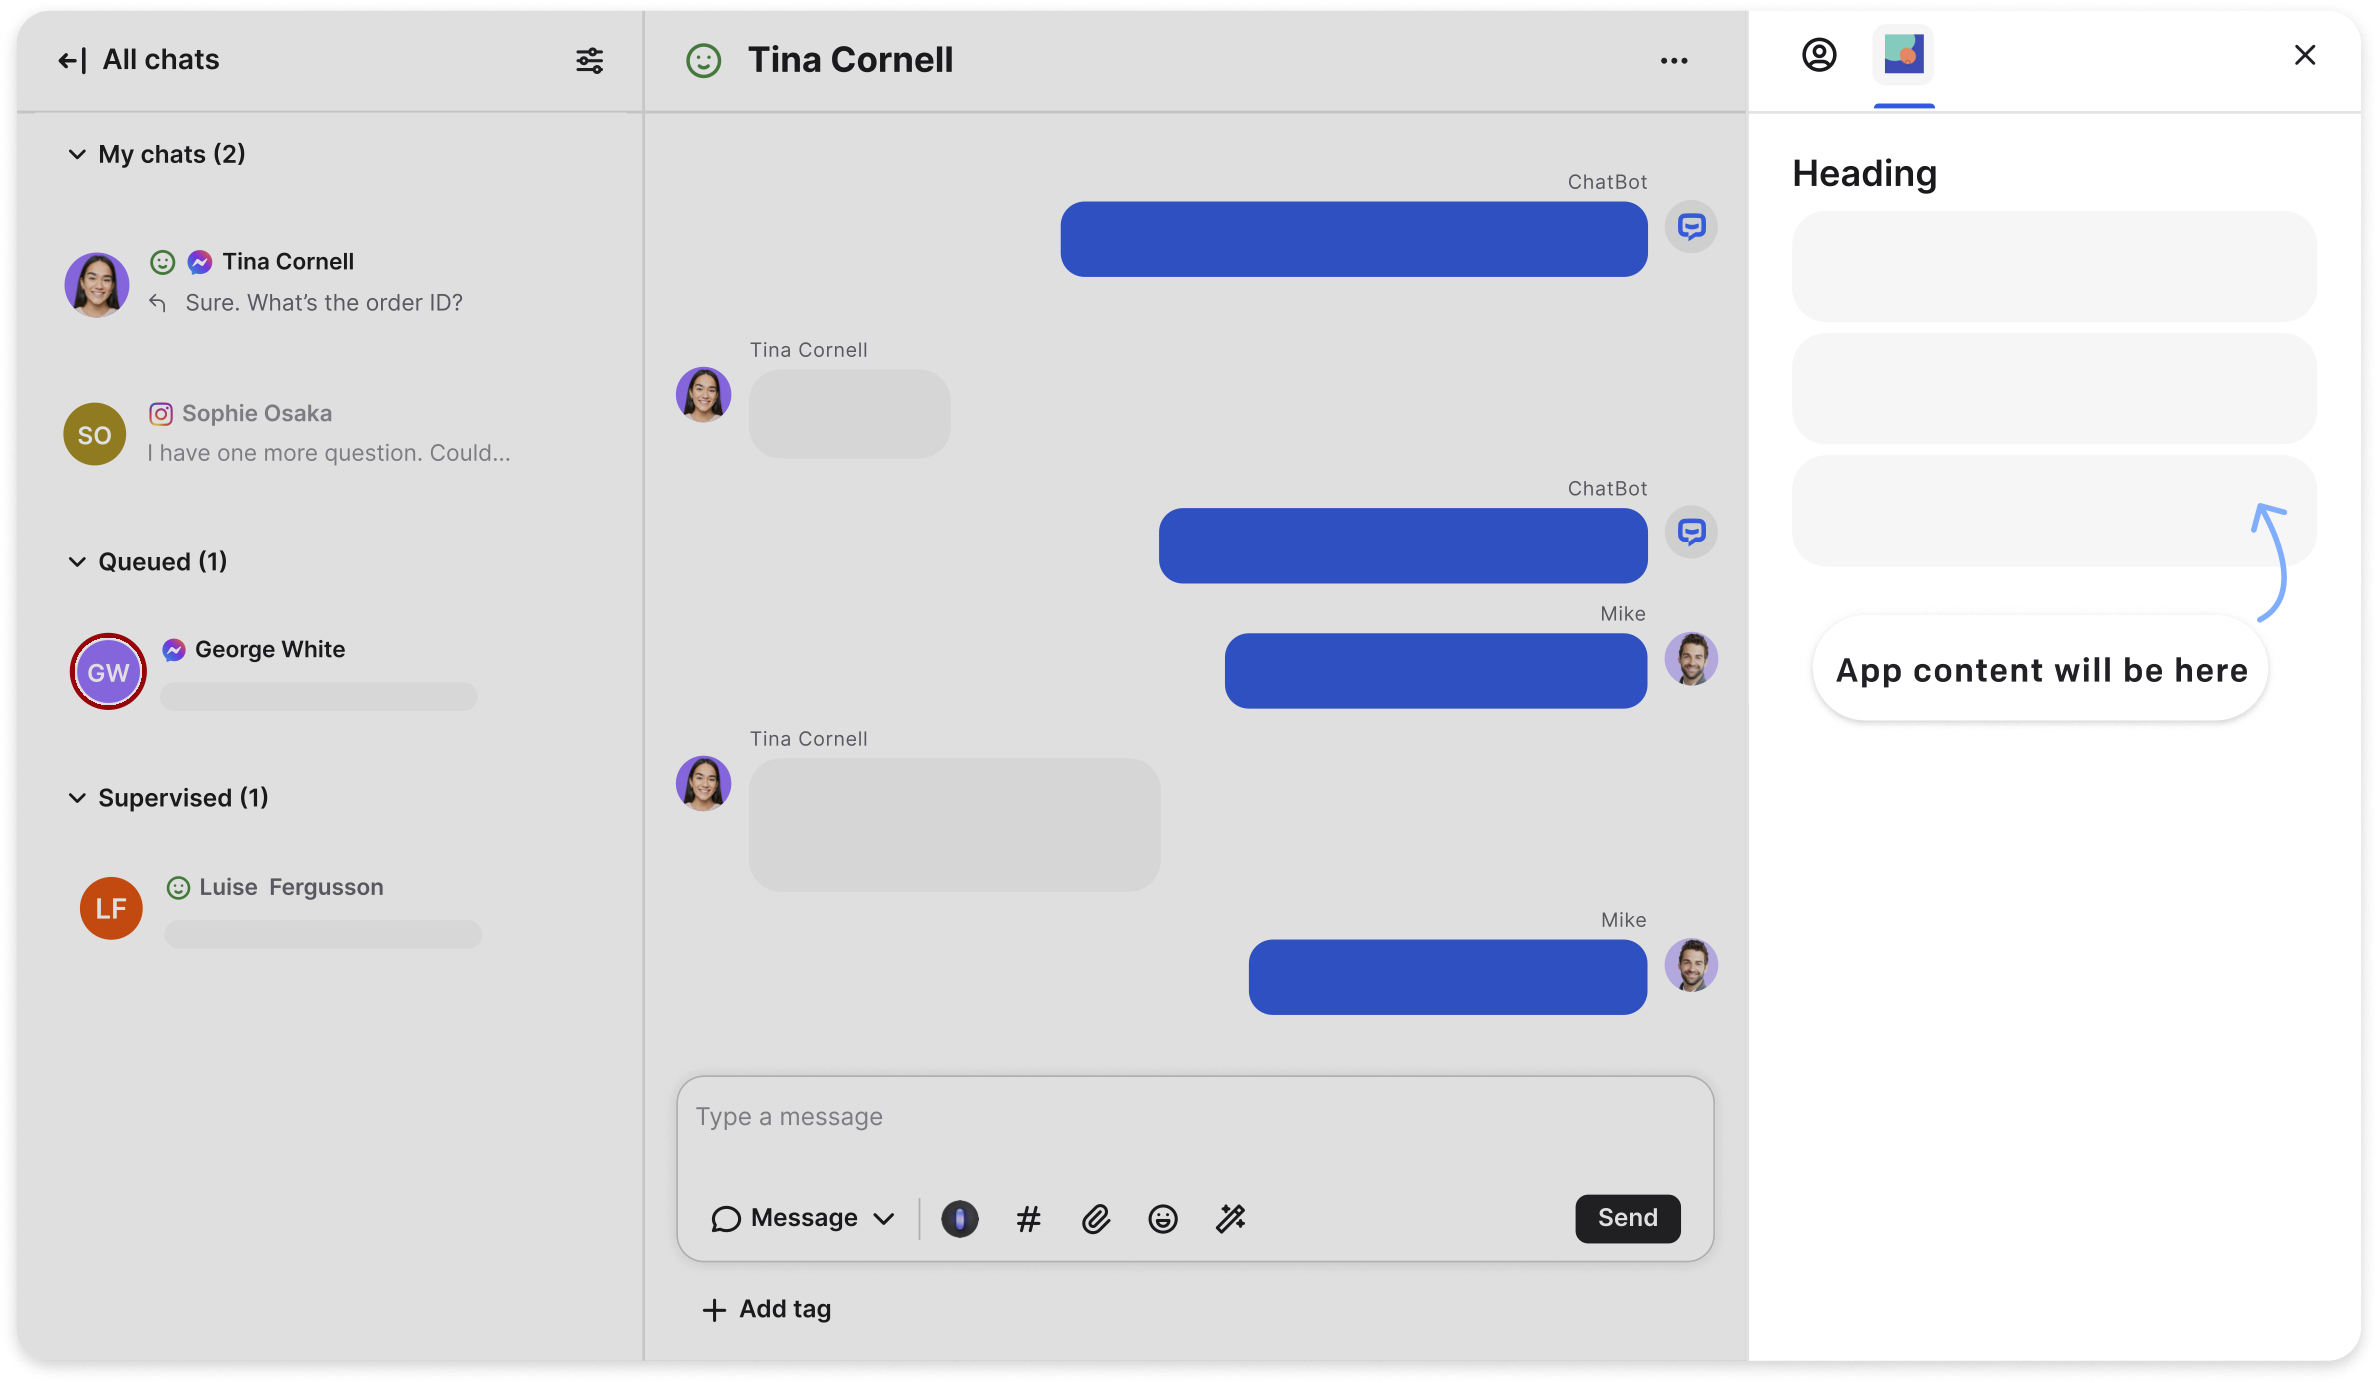 All chats
My chats (2)
Tina Cornell
Sure. What’s the order ID?
SO
Sophie Osaka
I have one more question. Could...
Queued (1)
GW
George White
Supervised (1)
LF
Luise Fergusson
Tina Cornell
ChatBot
Tina Cornell
ChatBot
Mike
Tina Cornell
Mike
Type a message
Message
Send
Add tag
Heading
App content will be here